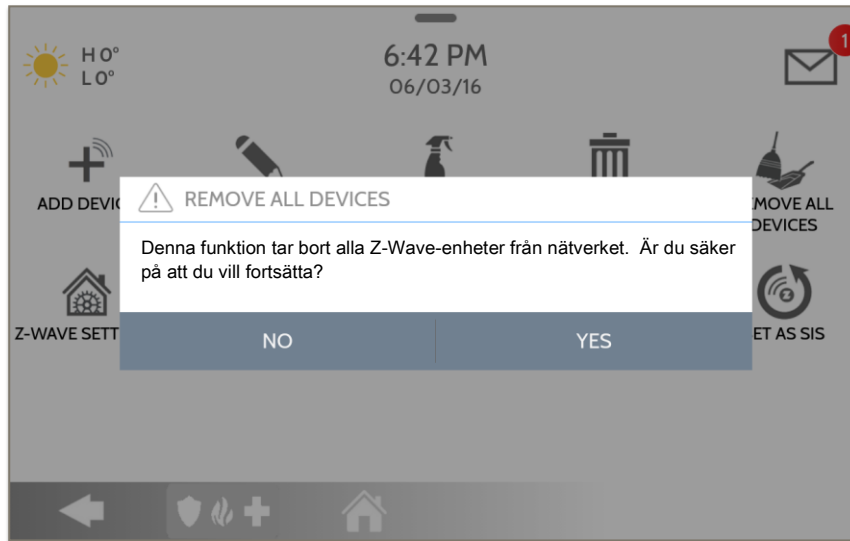 H 0°
L 0°
6:42 PM
06/03/16
1
ADD DEVIC
MOVE ALL
DEVICES
REMOVE ALL DEVICES
Denna funktion tar bort alla Z-Wave-enheter från nätverket. Är du säker
på att du vill fortsätta?
Z-WAVE SETT
ET AS SIS
NO
YES